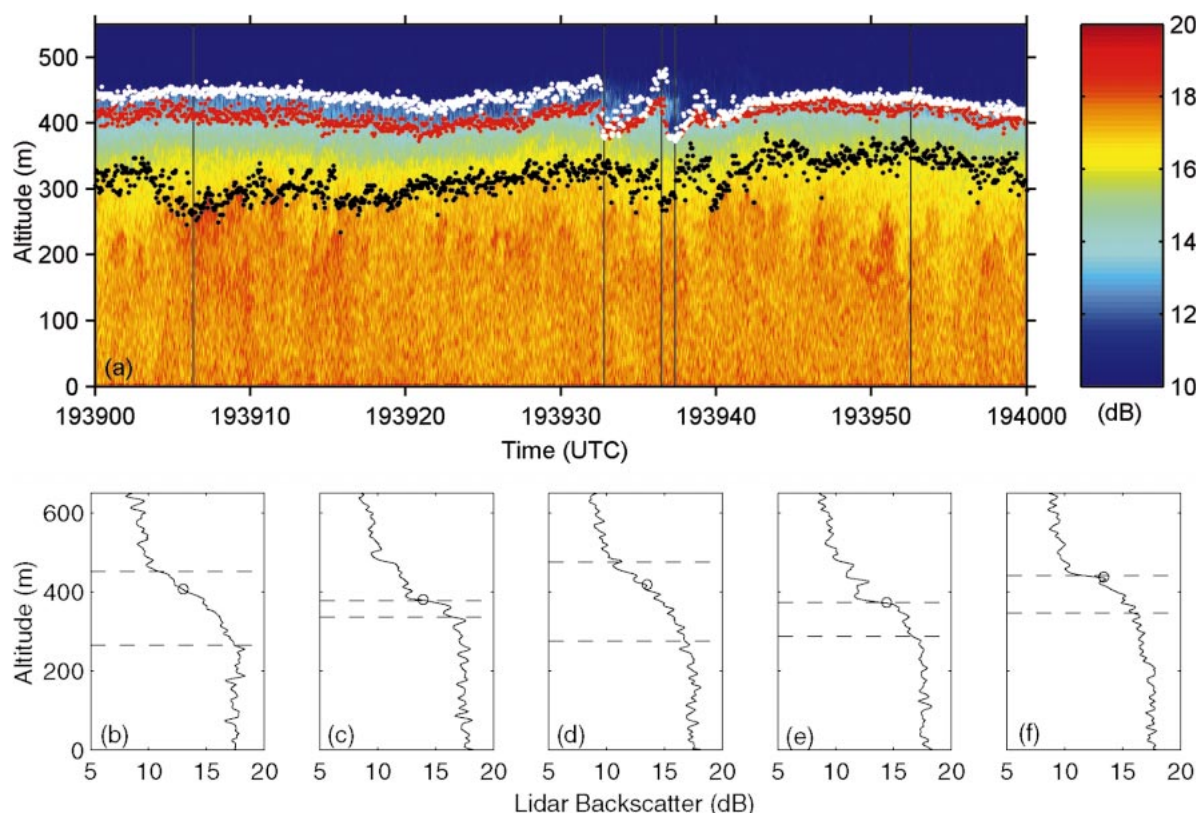 500
400
300
200
100
0
Altitude (m)
(a)
193900 193910 193920 193930 193940 193950 194000
Time (UTC)
20
18
16
14
12
10
(dB)
600
400
200
0
Altitude (m)
(b)
5 10 15 20
(c)
5 10 15 20
(d)
5 10 15 20
(e)
5 10 15 20
(f)
5 10 15 20
Lidar Backscatter (dB)